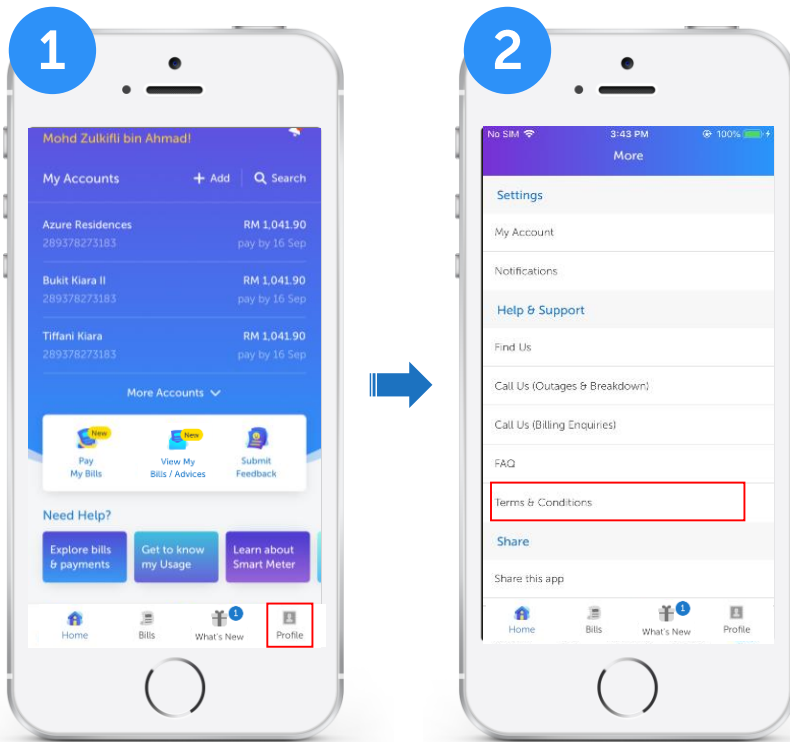 1
Mohd Zulkifli bin Ahmad!
My Accounts + Add Search
Azure Residences RM 1,041.90
289378273183 pay by 16 Sep
Bukit Kiara II RM 1,041.90
289378273183 pay by 16 Sep
Tiffani Kiara RM 1,041.90
289378273183 pay by 16 Sep
More Accounts
New New
Pay View My Submit
My Bills Bills / Advices Feedback
Need Help?
Explore bills Get to know Learn about
& payments my Usage Smart Meter
1
Home Bills What's New Profile
2
No SIM 3:43 PM 100%
More
Settings
My Account
Notifications
Help & Support
Find Us
Call Us (Outages & Breakdown)
Call Us (Billing Enquiries)
FAQ
Terms & Conditions
Share
Share this app
1
Home Bills What's New Profile